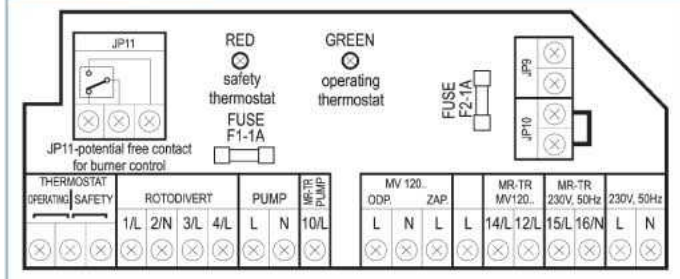 JP11
RED
GREEN
safety
thermostat
operating
thermostat
FUSE
F1-1A
FUSE
F2-1A
JP9
JP10
JP11-potential free contact
for burner control
THERMOSTAT
OPERATING SAFETY
ROTODIVERT
PUMP
MR-TR
PUMP
MV 120..
ODP. ZAP.
MR-TR
MV120..
MR-TR
230V, 50Hz
230V, 50Hz
1/L 2/N 3/L 4/L L N 10/L L N L L 14/L 12/L 15/L 16/N L N